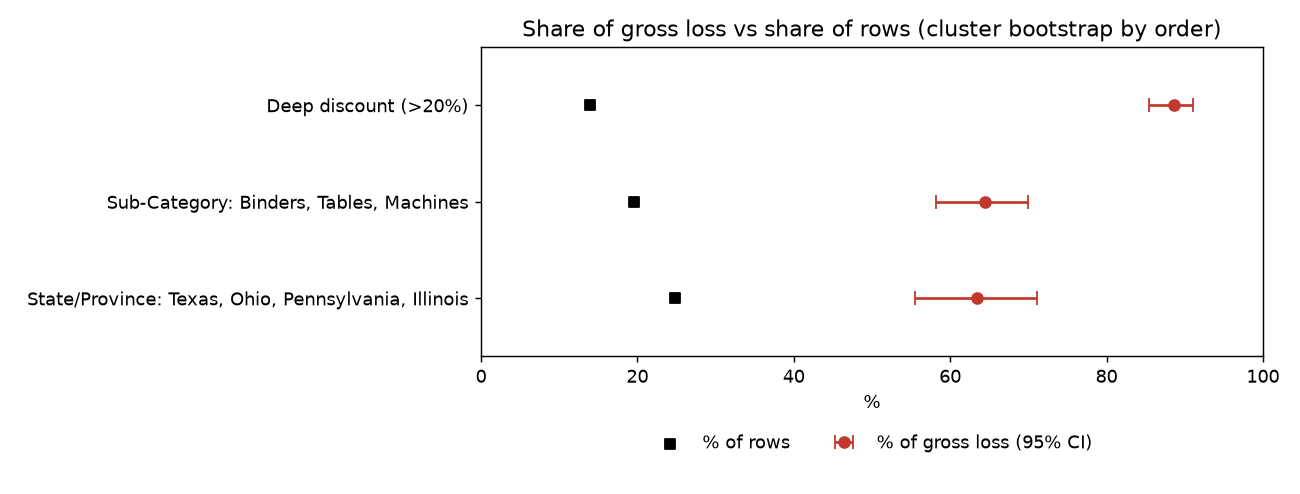 Share of gross loss vs share of rows (cluster bootstrap by order)
Deep discount (>20%)
Sub-Category: Binders, Tables, Machines
State/Province: Texas, Ohio, Pennsylvania, Illinois
0 20 40 60 80 100
%
% of rows % of gross loss (95% CI)